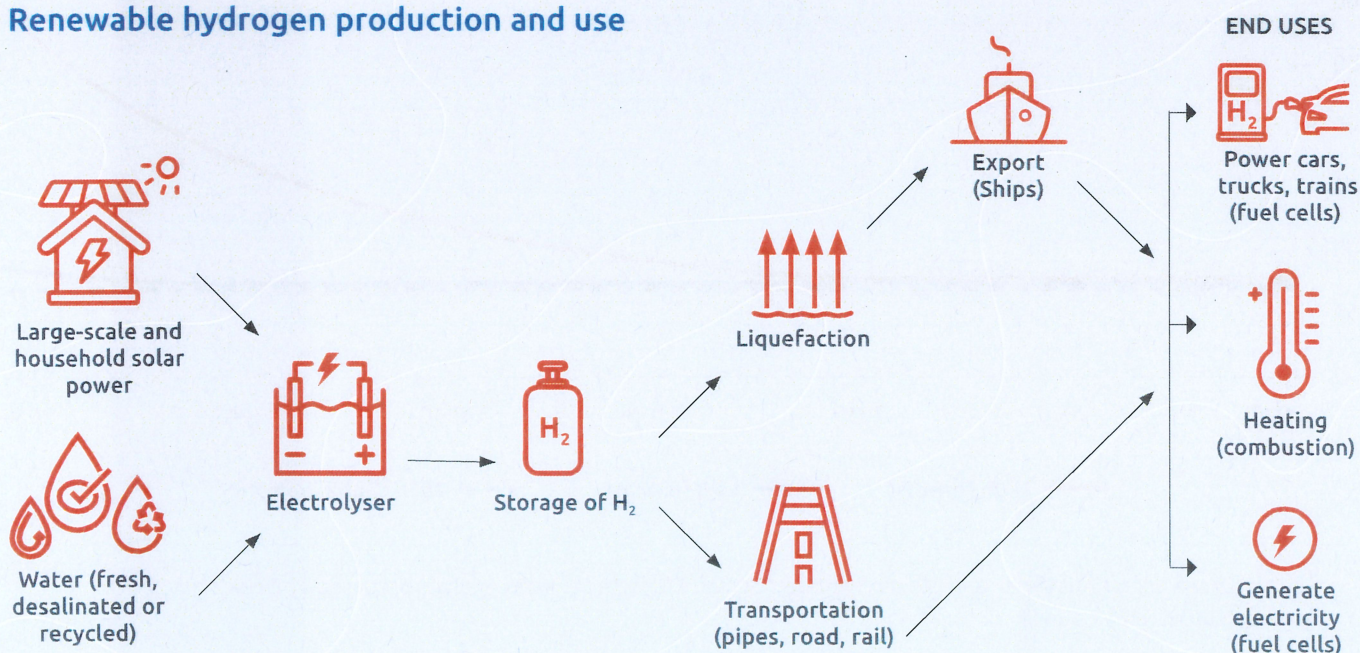 Renewable hydrogen production and use
END USES
H₂
Power cars,
trucks, trains
(fuel cells)
Export
(Ships)
Large-scale and
household solar
power
Liquefaction
Heating
(combustion)
H₂
− +
Electrolyser
Storage of H₂
Water (fresh,
desalinated or
recycled)
Transportation
(pipes, road, rail)
Generate
electricity
(fuel cells)